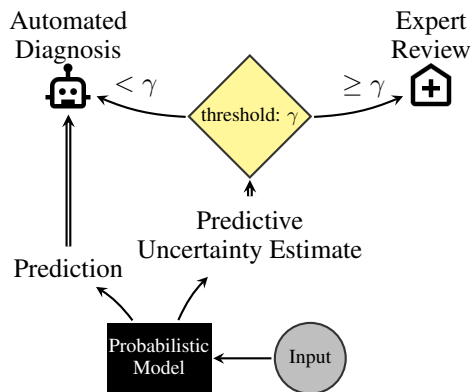 Automated
Diagnosis
Expert
Review
< γ
≥ γ
threshold: γ
Predictive
Uncertainty Estimate
Prediction
Probabilistic
Model
Input